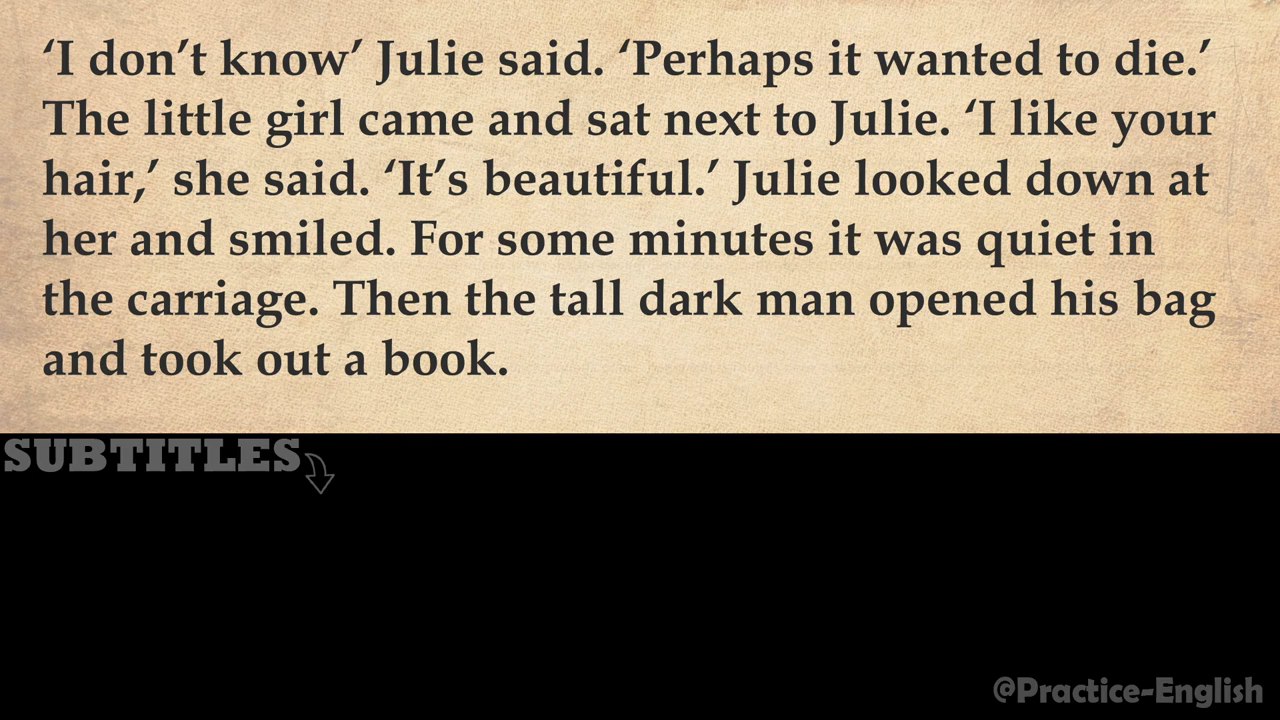 ‘I don’t know’ Julie said. ‘Perhaps it wanted to die.’
The little girl came and sat next to Julie. ‘I like your
hair,’ she said. ‘It’s beautiful.’ Julie looked down at
her and smiled. For some minutes it was quiet in
the carriage. Then the tall dark man opened his bag
and took out a book.
SUBTITLES
@Practice-English